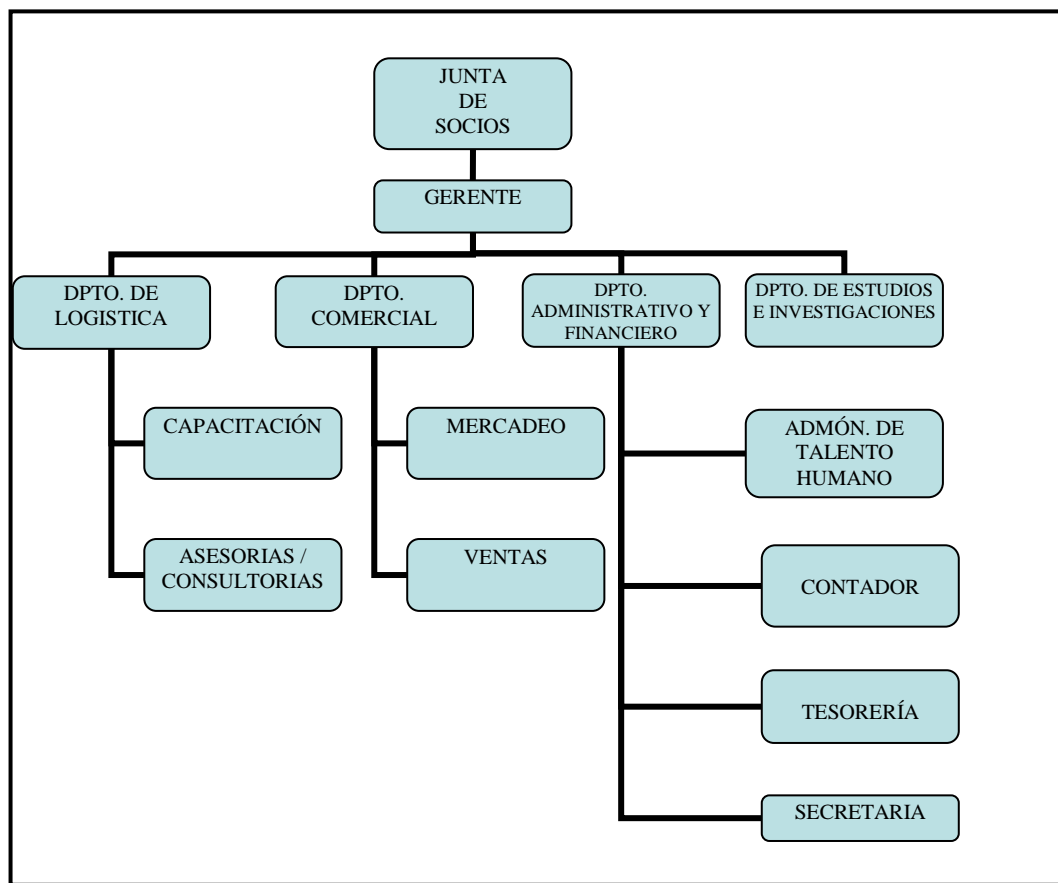 JUNTA
DE
SOCIOS
GERENTE
DPTO. DE
LOGISTICA
DPTO.
COMERCIAL
DPTO.
ADMINISTRATIVO Y
FINANCIERO
DPTO. DE ESTUDIOS
E INVESTIGACIONES
CAPACITACIÓN
MERCADEO
ADMÓN. DE
TALENTO
HUMANO
ASESORIAS /
CONSULTORIAS
VENTAS
CONTADOR
TESORERÍA
SECRETARIA